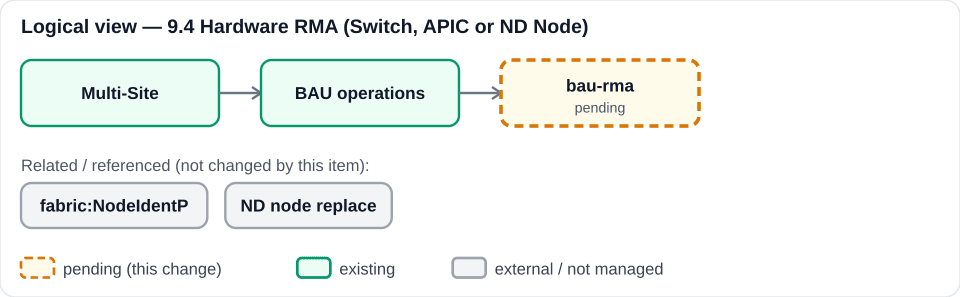 Logical view — 9.4 Hardware RMA (Switch, APIC or ND Node)
Multi-Site
BAU operations
bau-rma
pending
Related / referenced (not changed by this item):
fabric:NodeIdentP
ND node replace
pending (this change)
existing
external / not managed